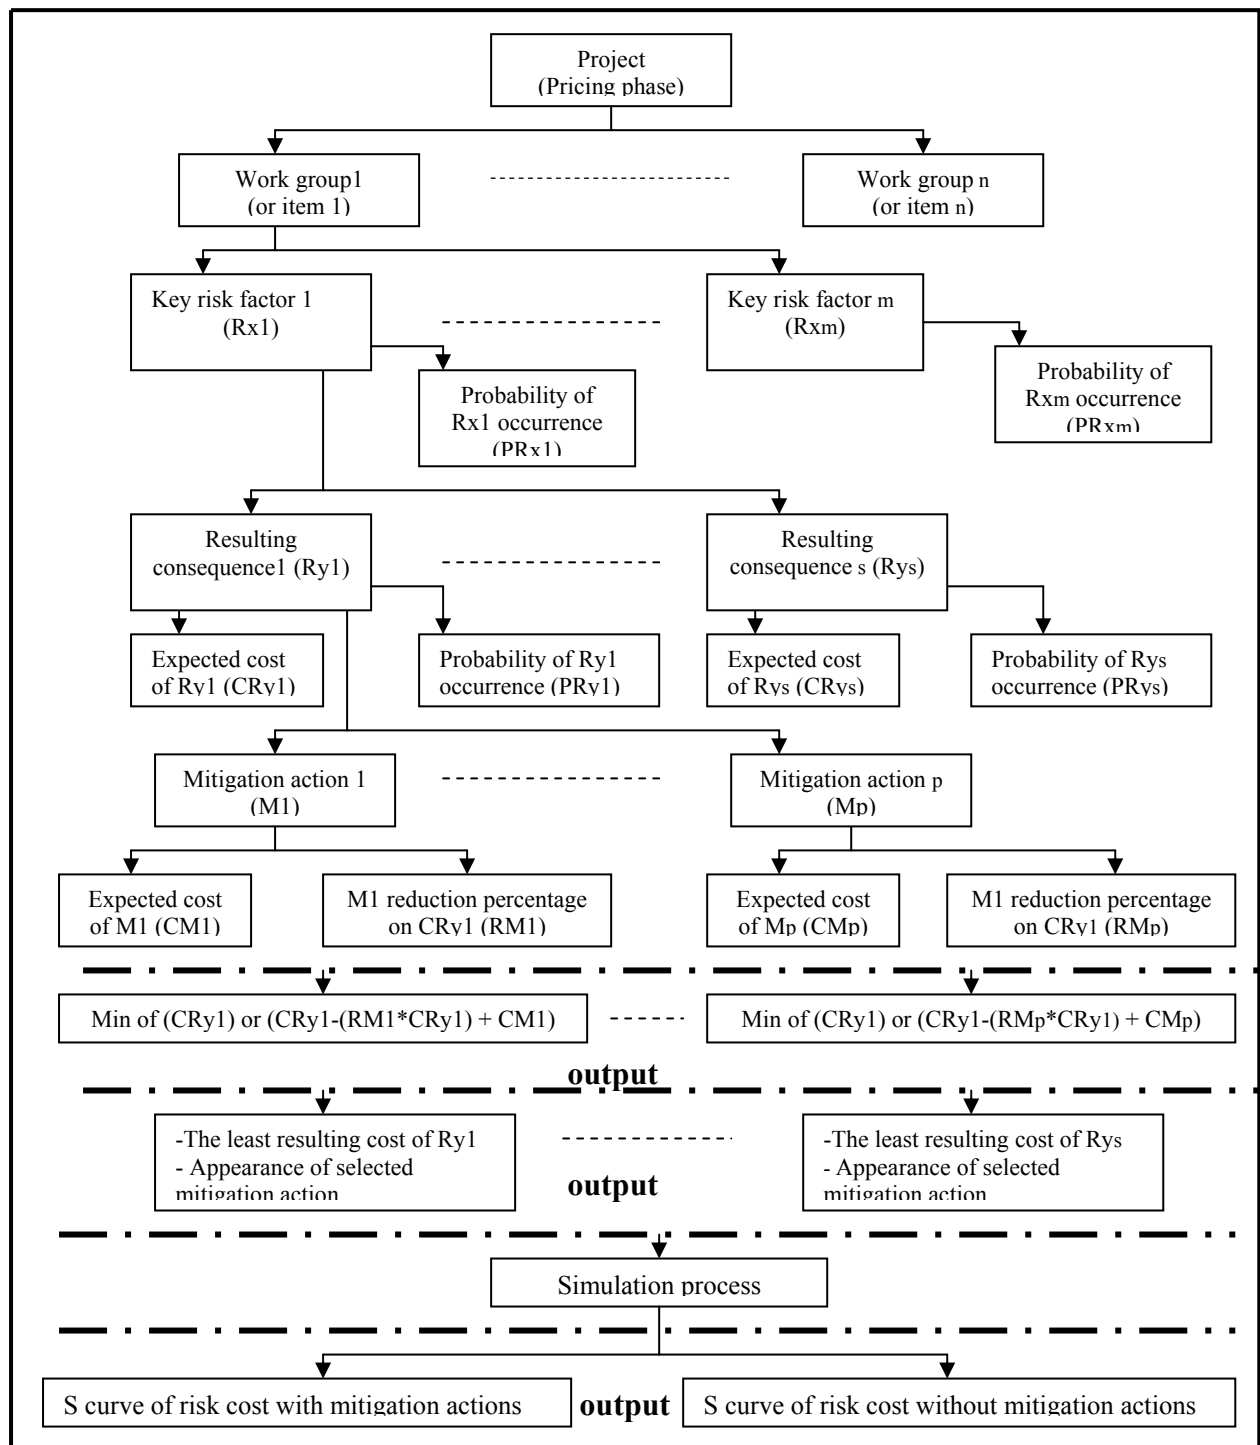 Project
(Pricing phase)
Work group1
(or item 1)
Work group n
(or item n)
Key risk factor 1
(Rx1)
Key risk factor m
(Rxm)
Probability of
Rx1 occurrence
(PRx1)
Probability of
Rxm occurrence
(PRxm)
Resulting
consequence1 (Ry1)
Resulting
consequence s (Rys)
Expected cost
of Ry1 (CRy1)
Probability of Ry1
occurrence (PRy1)
Expected cost
of Rys (CRys)
Probability of Rys
occurrence (PRys)
Mitigation action 1
(M1)
Mitigation action p
(Mp)
Expected cost
of M1 (CM1)
M1 reduction percentage
on CRy1 (RM1)
Expected cost
of Mp (CMp)
M1 reduction percentage
on CRy1 (RMp)
Min of (CRy1) or (CRy1-(RM1*CRy1) + CM1)
Min of (CRy1) or (CRy1-(RMp*CRy1) + CMp)
output
-The least resulting cost of Ry1
- Appearance of selected
mitigation action
output
-The least resulting cost of Rys
- Appearance of selected
mitigation action
Simulation process
S curve of risk cost with mitigation actions
output
S curve of risk cost without mitigation actions